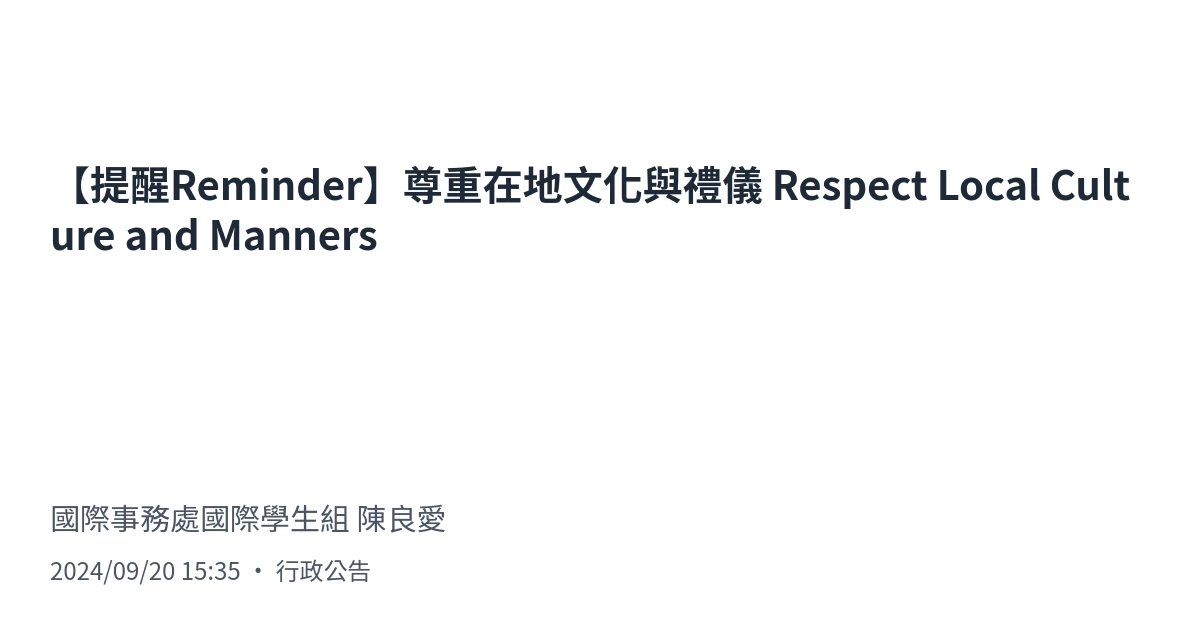 【提醒Reminder】尊重在地文化與禮儀 Respect Local Cult
ure and Manners
國際事務處國際學生組 陳良愛
2024/09/20 15:35 ・ 行政公告